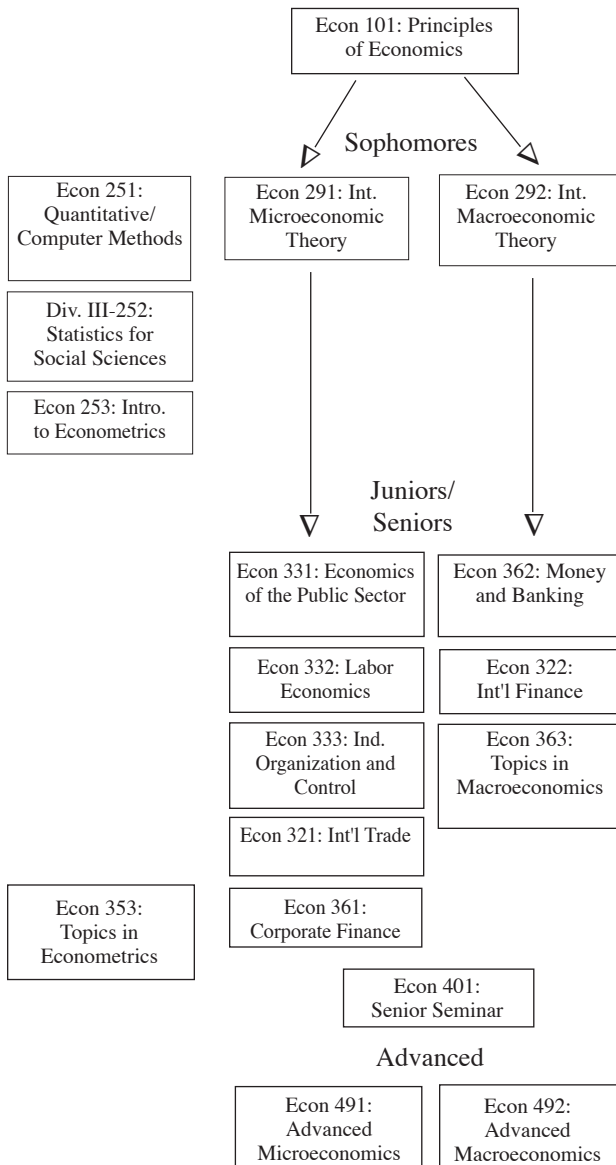 Econ 101: Principles
of Economics
Sophomores
Econ 251:
Quantitative/
Computer Methods
Econ 291: Int.
Microeconomic
Theory
Econ 292: Int.
Macroeconomic
Theory
Div. III-252:
Statistics for
Social Sciences
Econ 253: Intro.
to Econometrics
Juniors/
Seniors
Econ 331: Economics
of the Public Sector
Econ 362: Money
and Banking
Econ 332: Labor
Economics
Econ 322:
Int'l Finance
Econ 333: Ind.
Organization and
Control
Econ 363:
Topics in
Macroeconomics
Econ 321: Int'l Trade
Econ 353:
Topics in
Econometrics
Econ 361:
Corporate Finance
Econ 401:
Senior Seminar
Advanced
Econ 491:
Advanced
Microeconomics
Econ 492:
Advanced
Macroeconomics